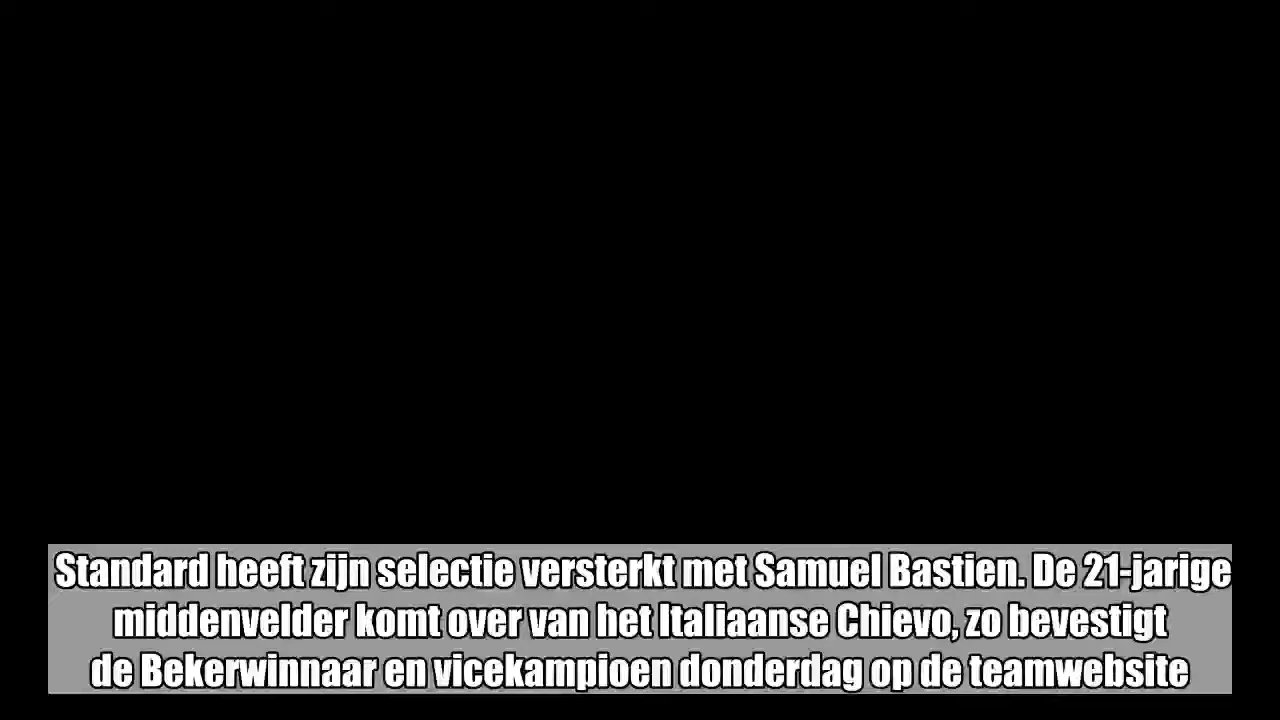 Standard heeft zijn selectie versterkt met Samuel Bastien. De 21-jarige
middenvelder komt over van het Italiaanse Chievo, zo bevestigt
de Bekerwinnaar en vicekampioen donderdag op de teamwebsite